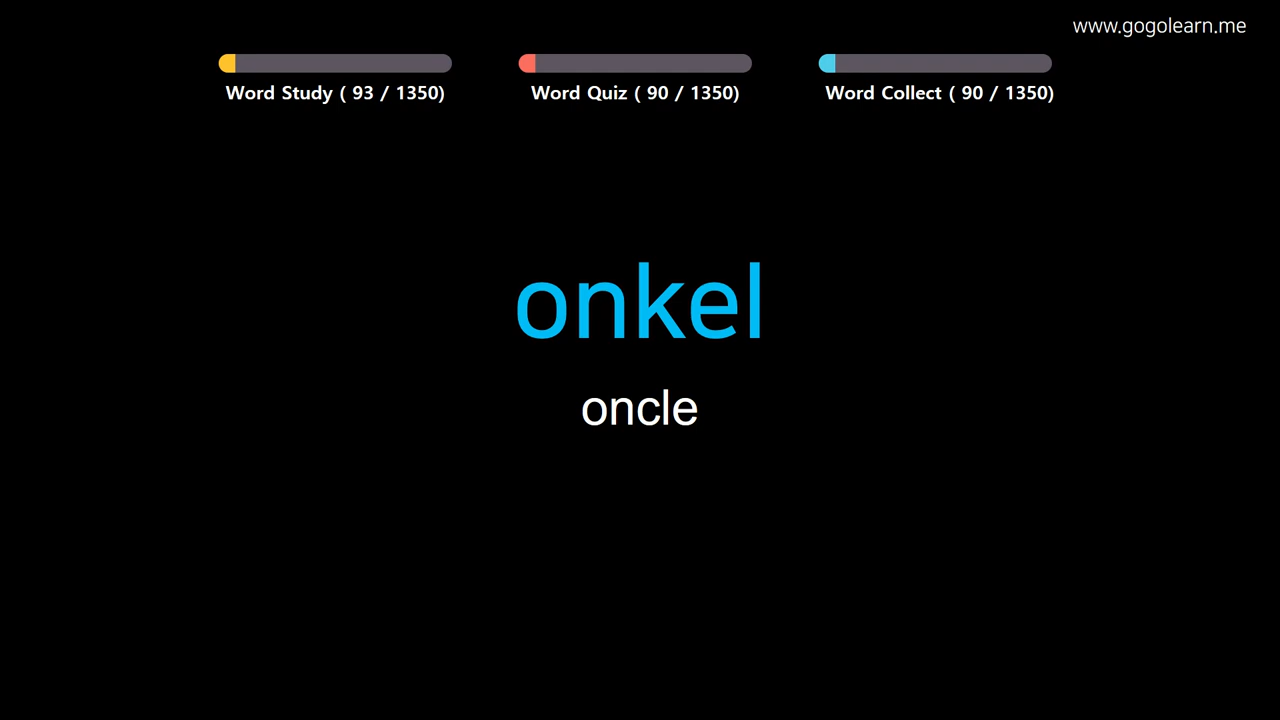 www.gogolearn.me
Word Study ( 93 / 1350)
Word Quiz ( 90 / 1350)
Word Collect ( 90 / 1350)
onkel
oncle